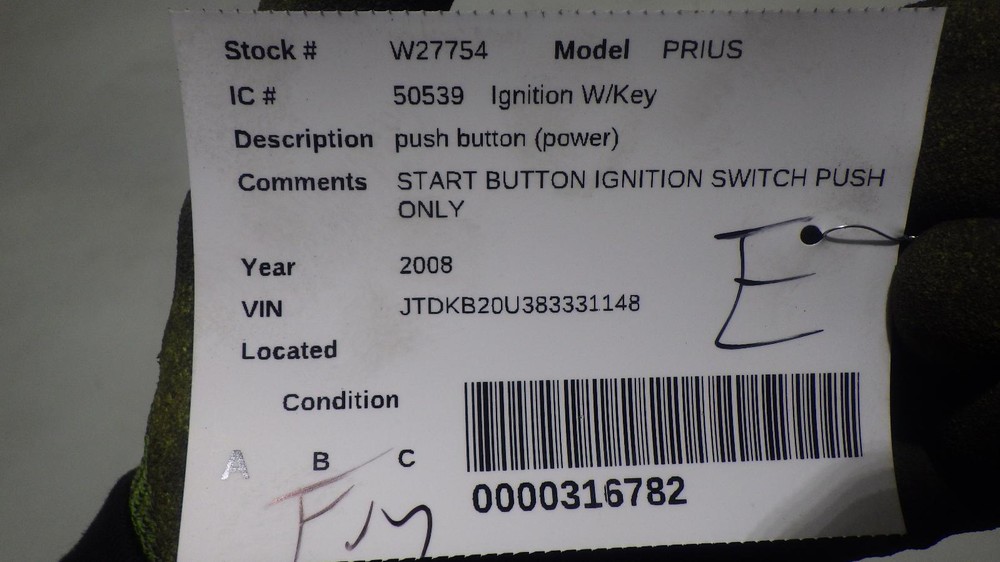 Stock # W27754 Model PRIUS
IC # 50539 Ignition W/Key
Description push button (power)
Comments START BUTTON IGNITION SWITCH PUSH
ONLY
E
Year 2008
VIN JTDKB20U383331148
Located
Condition
A B C
0000316782